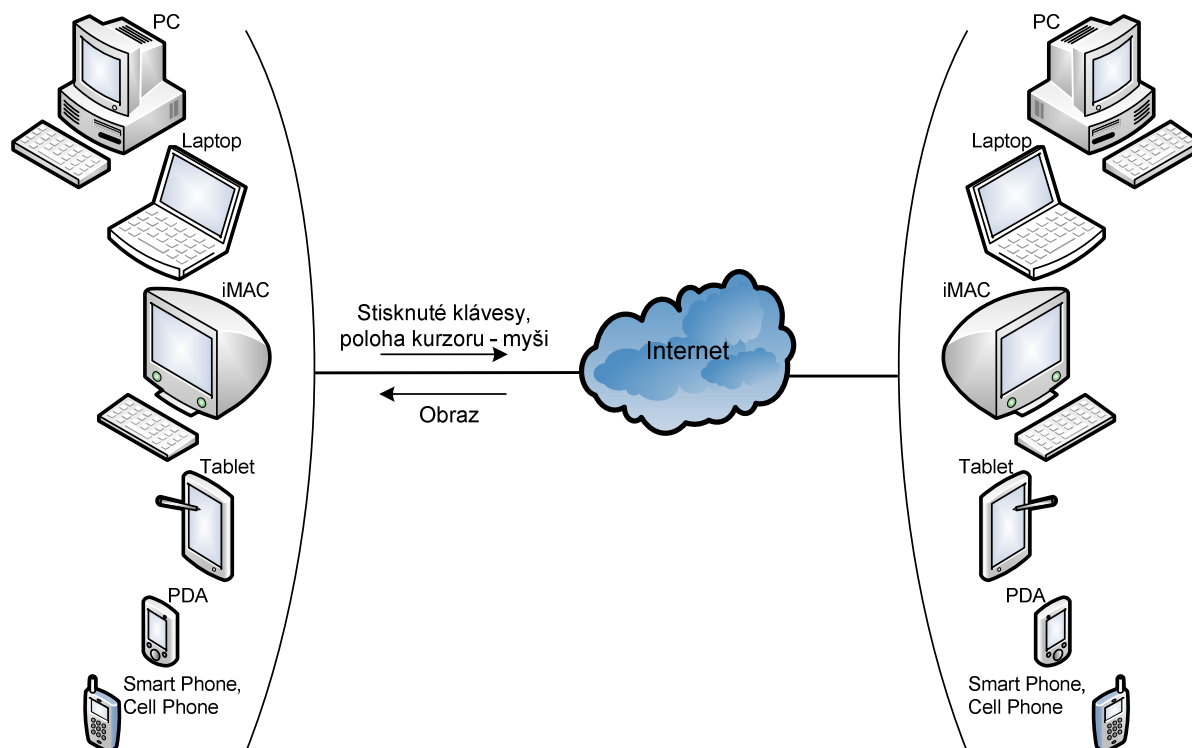 PC
Laptop
iMAC
Tablet
PDA
Smart Phone,
Cell Phone
Stisknuté klávesy,
poloha kurzoru - myši
Obraz
Internet
PC
Laptop
iMAC
Tablet
PDA
Smart Phone,
Cell Phone